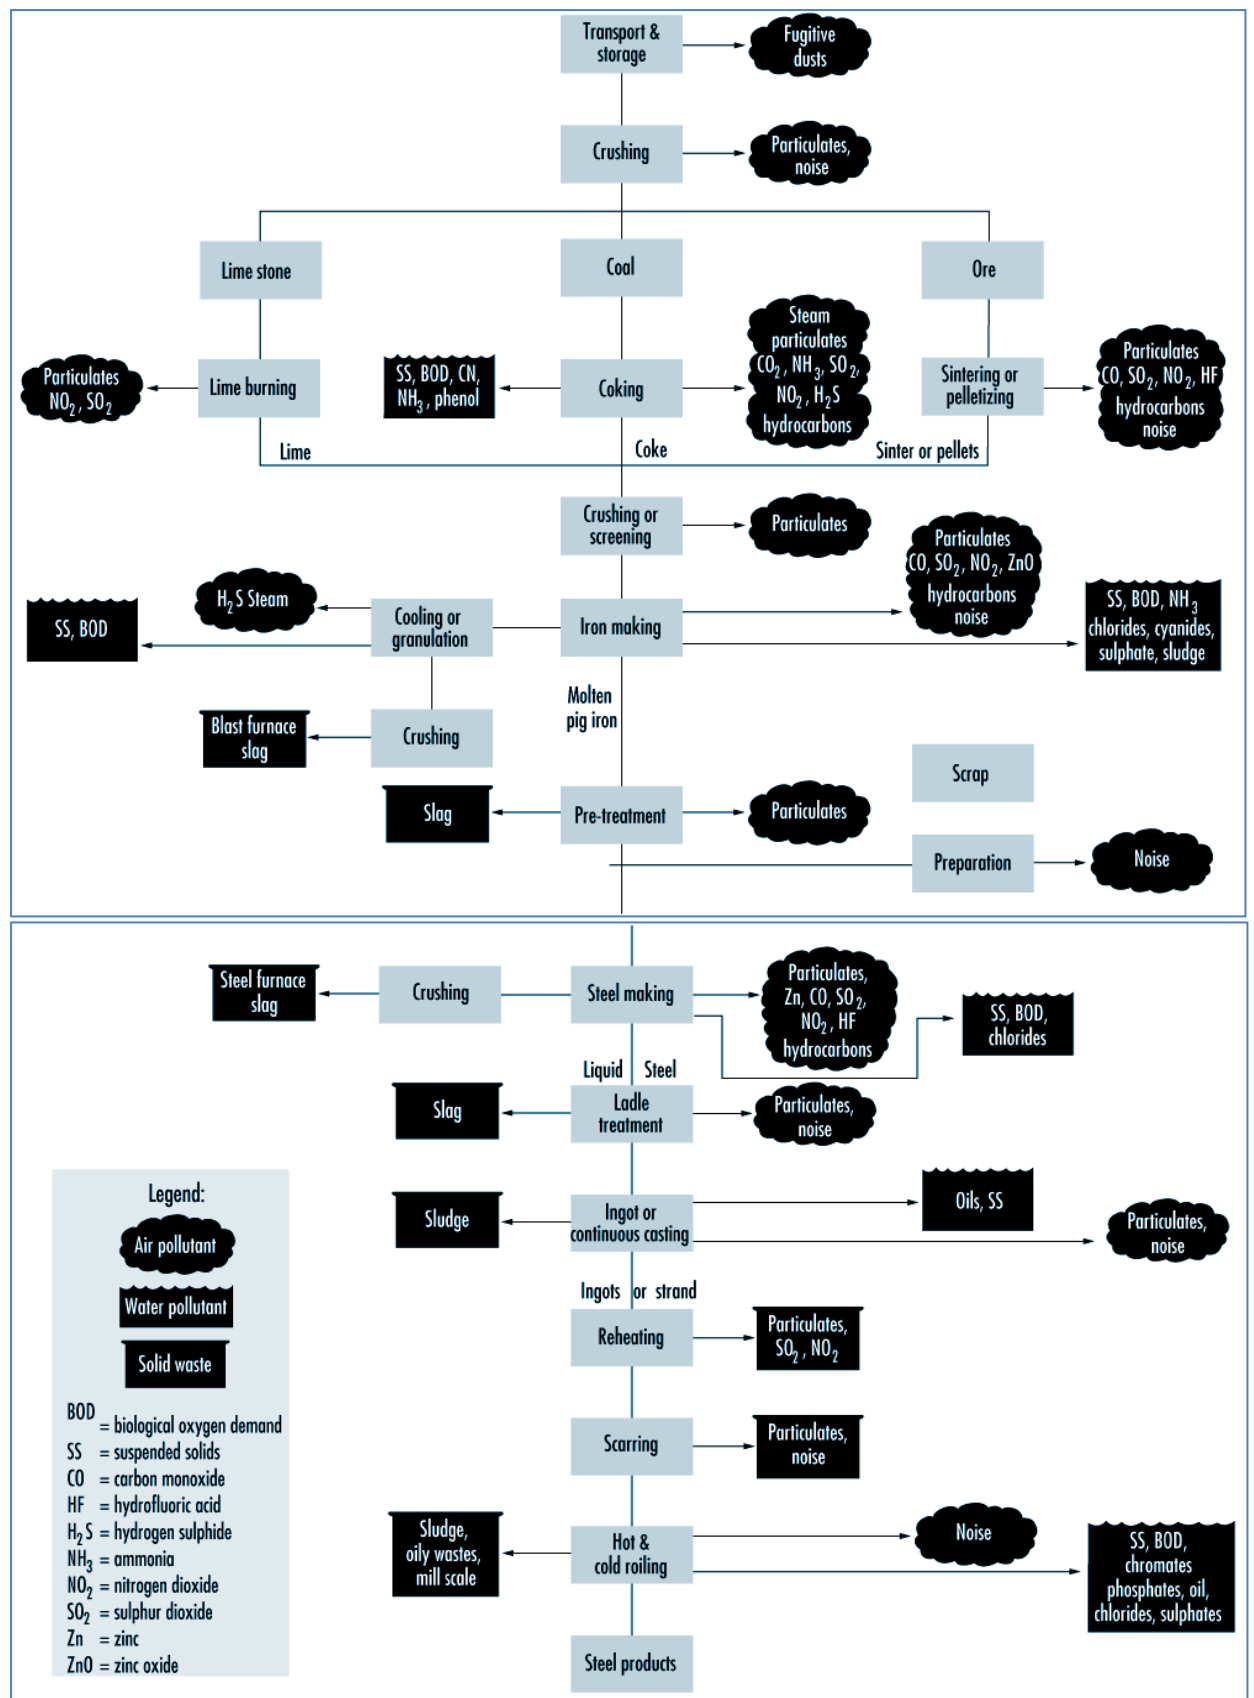 Transport &
storage
Fugitive
dusts
Crushing
Particulates,
noise
Lime stone
Coal
Ore
Particulates
NO2, SO2
Lime burning
SS, BOD, CN,
NH3, phenol
Coking
Steam
particulates
CO2, NH3, SO2,
NO2, H2S
hydrocarbons
Sintering or
pelletizing
Particulates
CO, SO2, NO2, HF
hydrocarbons
noise
Lime
Coke
Sinter or pellets
Crushing or
screening
Particulates
Particulates
CO, SO2, NO2, ZnO
hydrocarbons
noise
SS, BOD
H2S Steam
Cooling or
granulation
Iron making
SS, BOD, NH3
chlorides, cyanides,
sulphate, sludge
Molten
pig iron
Blast furnace
slag
Crushing
Scrap
Slag
Pre-treatment
Particulates
Preparation
Noise
Steel furnace
slag
Crushing
Steel making
Particulates,
Zn, CO, SO2,
NO2, HF
hydrocarbons
SS, BOD,
chlorides
Liquid Steel
Slag
Ladle
treatment
Particulates,
noise
Sludge
Ingot or
continuous casting
Oils, SS
Particulates,
noise
Ingots or strand
Reheating
Particulates,
SO2, NO2
Scarring
Particulates,
noise
Sludge,
oily wastes,
mill scale
Hot &
cold roiling
Noise
SS, BOD,
chromates
phosphates, oil,
chlorides, sulphates
Steel products
Legend:
Air pollutant
Water pollutant
Solid waste
BOD = biological oxygen demand
SS = suspended solids
CO = carbon monoxide
HF = hydrofluoric acid
H2S = hydrogen sulphide
NH3 = ammonia
NO2 = nitrogen dioxide
SO2 = sulphur dioxide
Zn = zinc
ZnO = zinc oxide